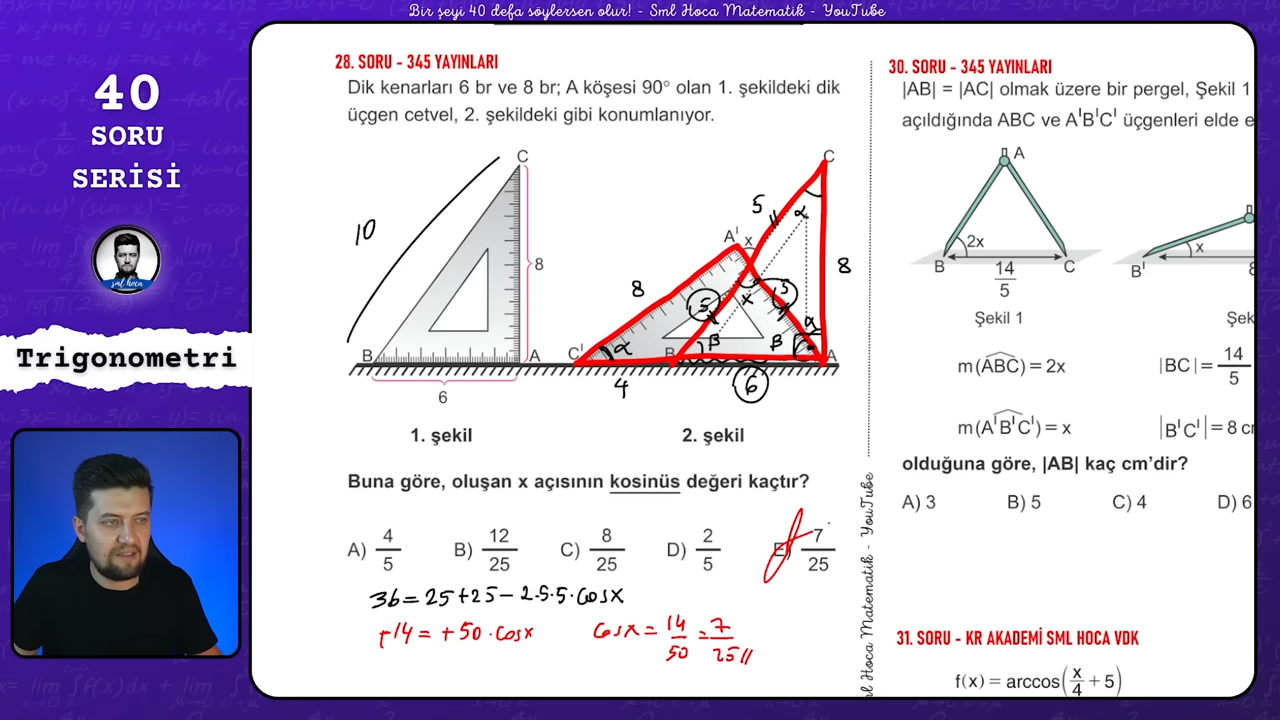 Bir şeyi 40 defa söylersen olur! - Sml Hoca Matematik - YouTube
40
SORU
SERİSİ
sml hoca
Trigonometri
28. SORU - 345 YAYINLARI
Dik kenarları 6 br ve 8 br; A köşesi 90° olan 1. şekildeki dik
üçgen cetvel, 2. şekildeki gibi konumlanıyor.
C
10
8
B
A
6
1. şekil
C
5
α
A'
x
8
8
5
5
x
α
C'
α
B
β
β
A
4
6
2. şekil
Buna göre, oluşan x açısının kosinüs değeri kaçtır?
A) 4/5 B) 12/25 C) 8/25 D) 2/5 E) 7/25
36 = 25 + 25 - 2.5.5.cosx
+14 = +50 . cosx
cosx = 14/50 = 7/25 //
ml Hoca Matematik - YouTube
30. SORU - 345 YAYINLARI
|AB| = |AC| olmak üzere bir pergel, Şekil 1
açıldığında ABC ve A'B'C' üçgenleri elde e
A
2x
B
C
14/5
Şekil 1
x
B'
8
Şek
m(ABC) = 2x |BC| = 14/5
m(A'B'C') = x |B'C'| = 8 cr
olduğuna göre, |AB| kaç cm'dir?
A) 3 B) 5 C) 4 D) 6
31. SORU - KR AKADEMİ SML HOCA VDK
f(x) = arccos(x/4 + 5)